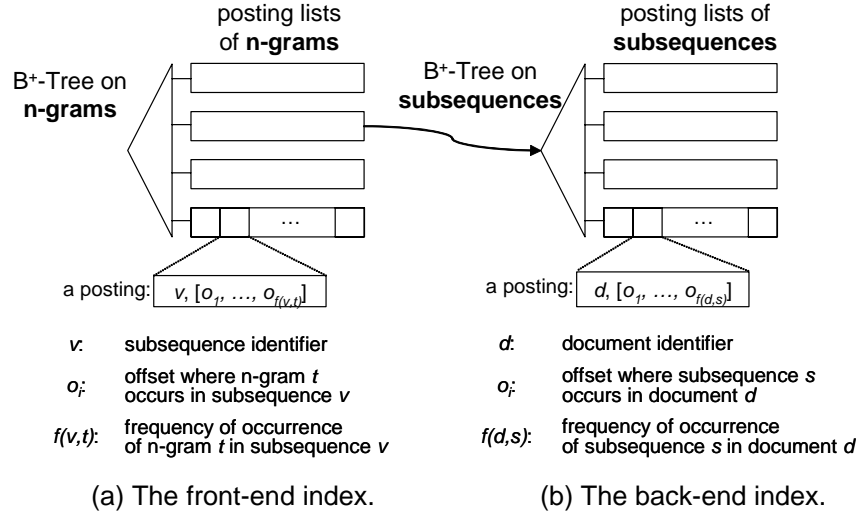 posting lists
of n-grams
B+-Tree on
n-grams
...
a posting:
v, [o1, ..., of(v,t)]
v: subsequence identifier
oi: offset where n-gram t
occurs in subsequence v
f(v,t): frequency of occurrence
of n-gram t in subsequence v
(a) The front-end index.
posting lists of
subsequences
B+-Tree on
subsequences
...
a posting:
d, [o1, ..., of(d,s)]
d: document identifier
oi: offset where subsequence s
occurs in document d
f(d,s): frequency of occurrence
of subsequence s in document d
(b) The back-end index.